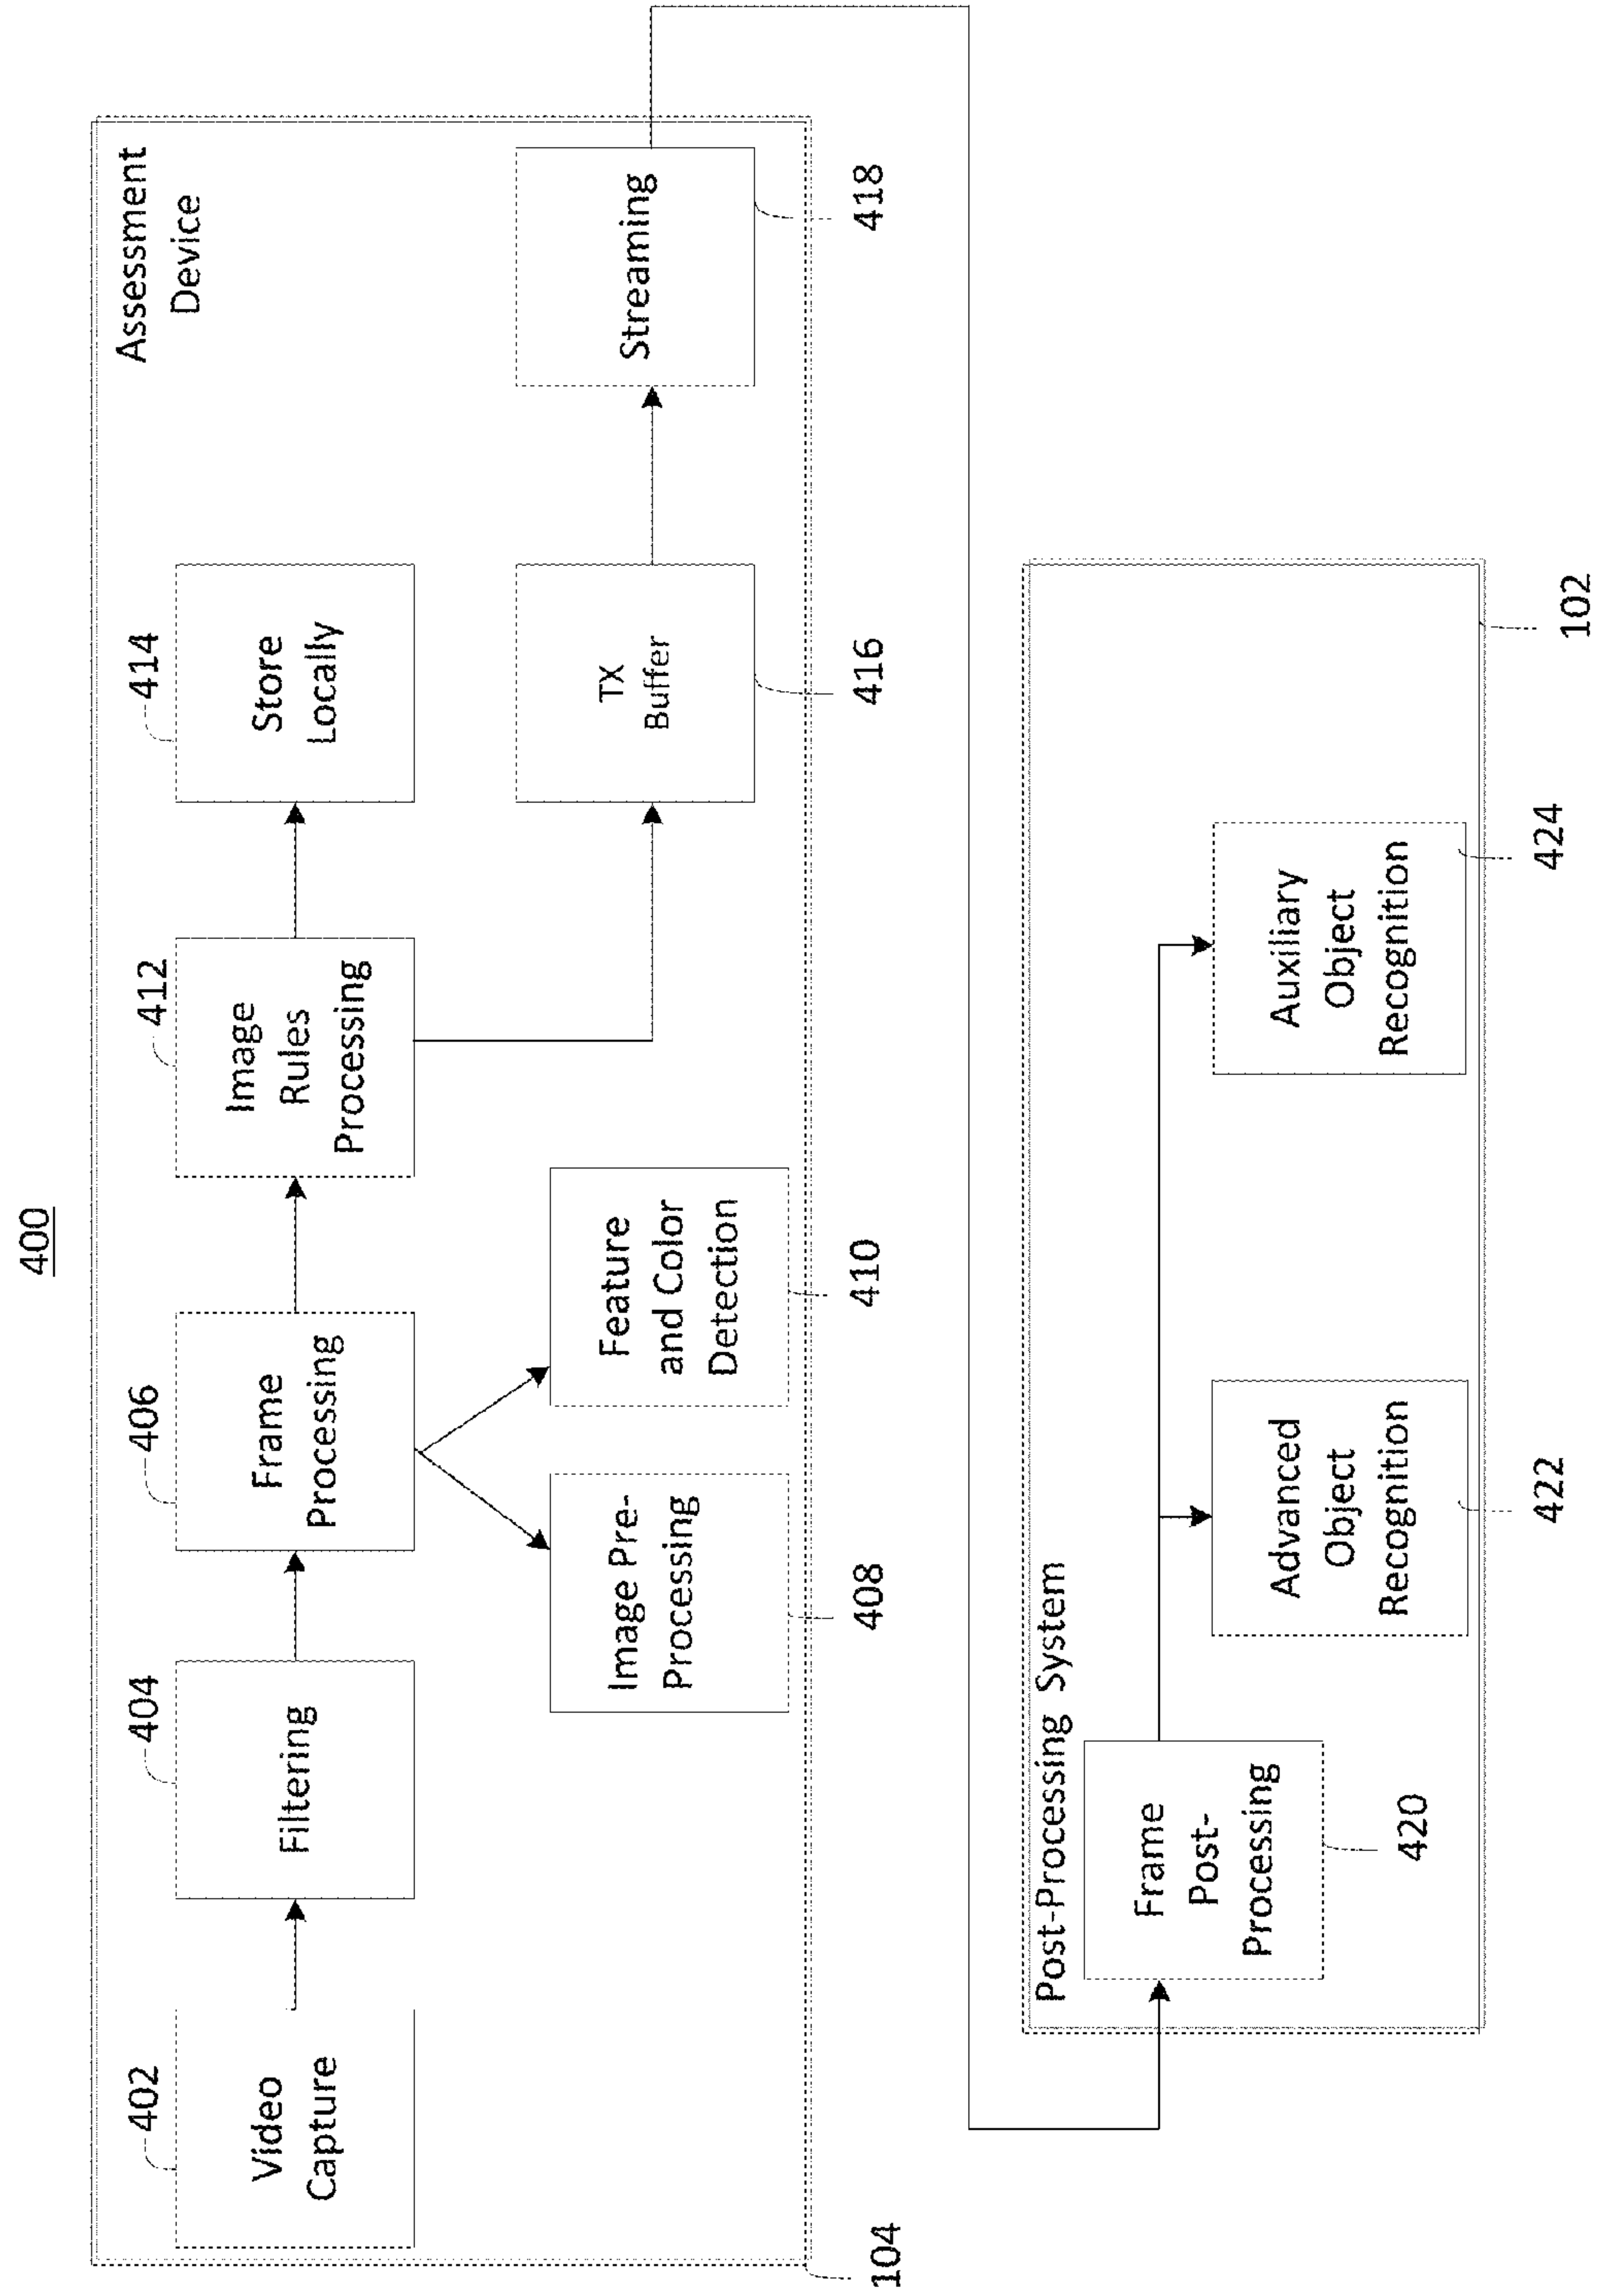 400
Assessment
Device
402
Video
Capture
404
Filtering
406
Frame
Processing
412
Image
Rules
Processing
414
Store
Locally
Image Pre-
Processing
408
Feature
and Color
Detection
410
TX
Buffer
416
Streaming
418
104
Post-Processing System
Frame
Post-
Processing
420
Advanced
Object
Recognition
422
Auxiliary
Object
Recognition
424
102